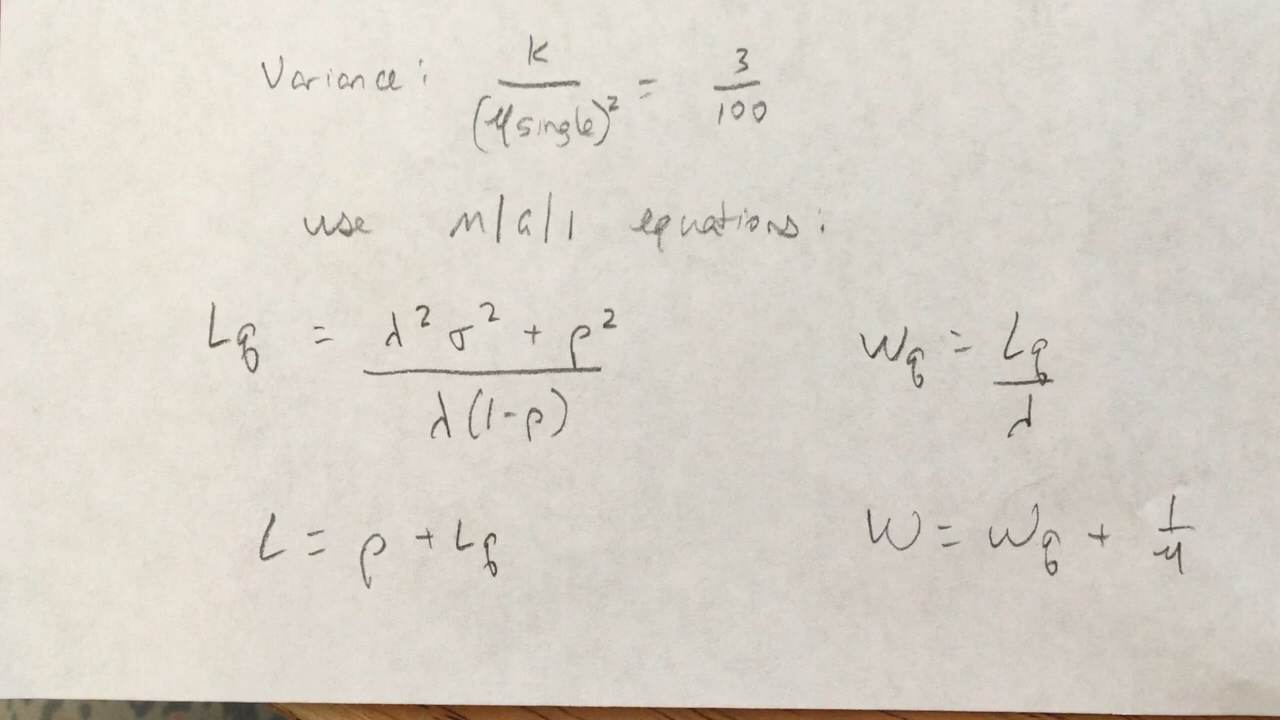 Variance: k/(μsingle)² = 3/100
use M/G/1 equations:
Lq = λ²σ² + ρ² / λ(1-ρ) Wq = Lq/λ
L = ρ + Lq W = Wq + 1/μ